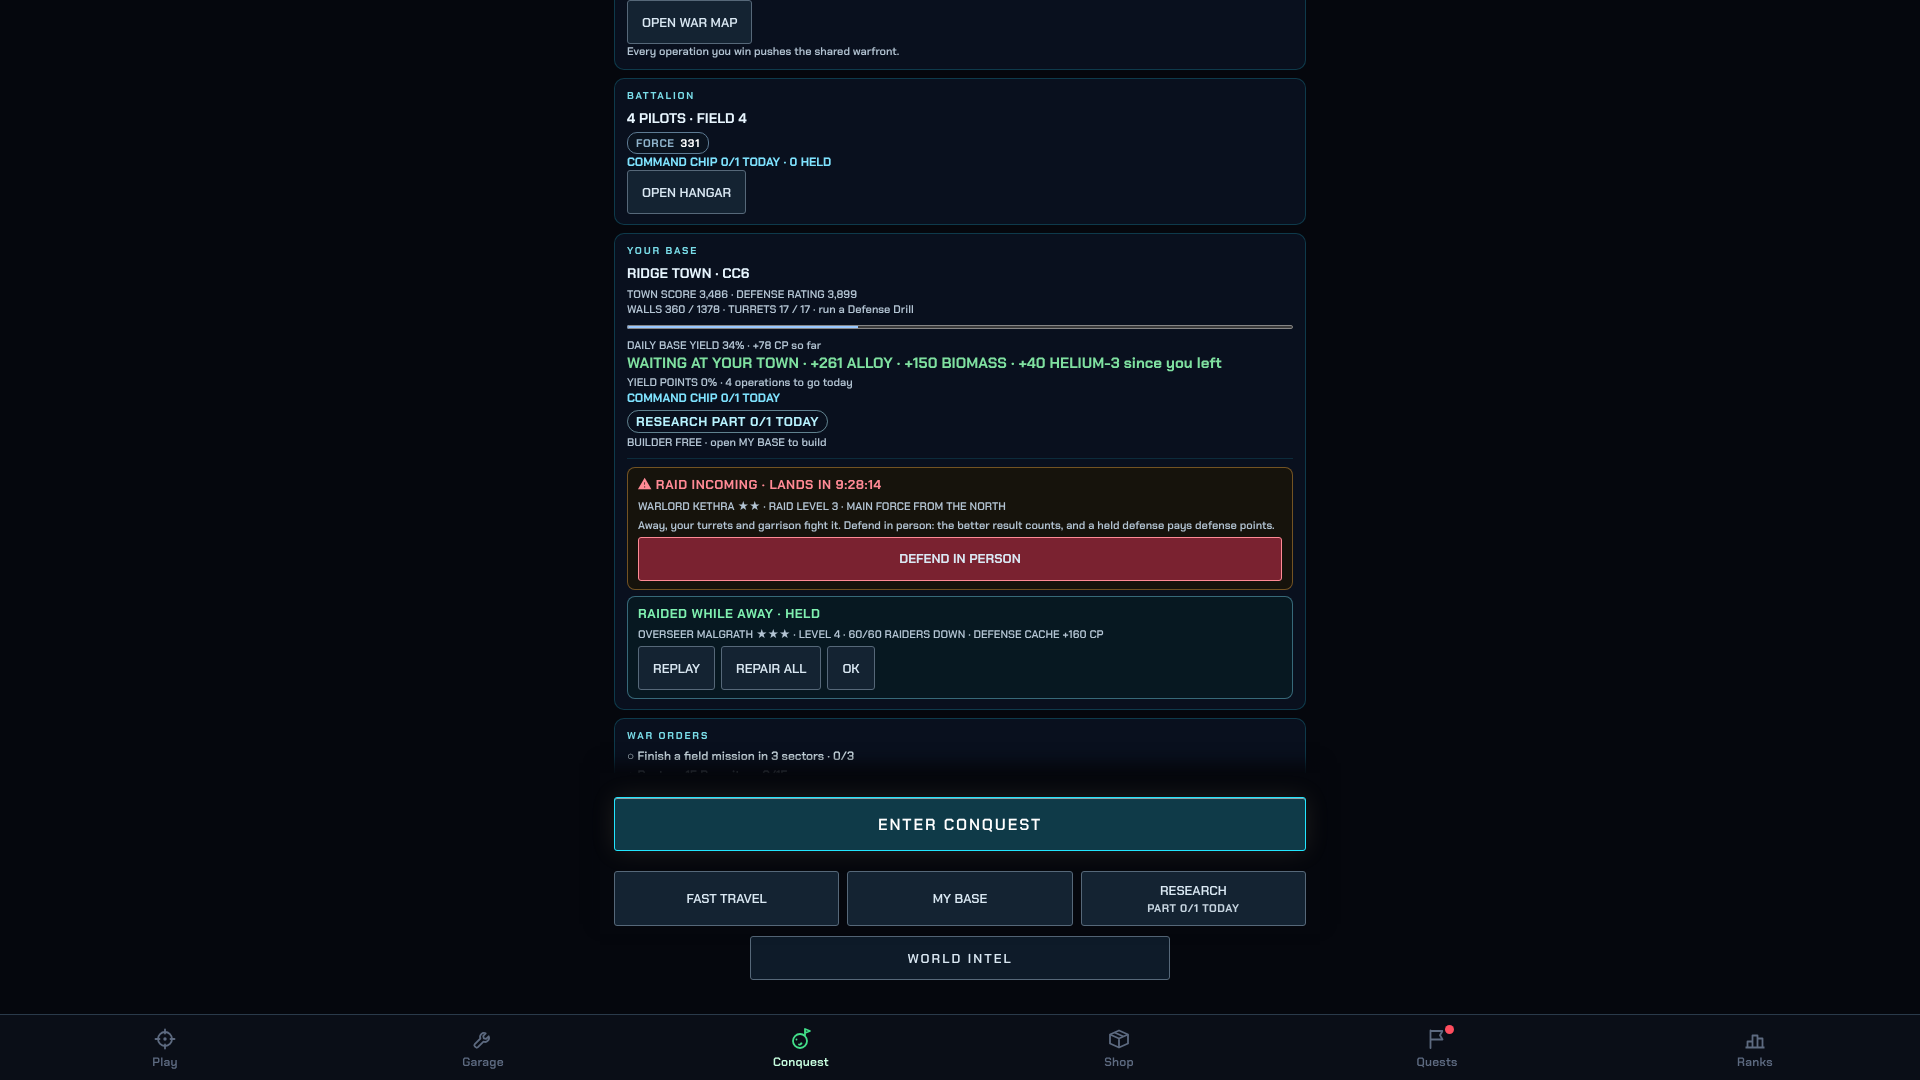 OPEN WAR MAP
Every operation you win pushes the shared warfront.
BATTALION
4 PILOTS · FIELD 4
FORCE 331
COMMAND CHIP 0/1 TODAY · 0 HELD
OPEN HANGAR
YOUR BASE
RIDGE TOWN · CC6
TOWN SCORE 3,486 · DEFENSE RATING 3,899
WALLS 360 / 1378 · TURRETS 17 / 17 · run a Defense Drill
DAILY BASE YIELD 34% · +78 CP so far
WAITING AT YOUR TOWN · +261 ALLOY · +150 BIOMASS · +40 HELIUM-3 since you left
YIELD POINTS 0% · 4 operations to go today
COMMAND CHIP 0/1 TODAY
RESEARCH PART 0/1 TODAY
BUILDER FREE · open MY BASE to build
RAID INCOMING · LANDS IN 9:28:14
WARLORD KETHRA ★★ · RAID LEVEL 3 · MAIN FORCE FROM THE NORTH
Away, your turrets and garrison fight it. Defend in person: the better result counts, and a held defense pays defense points.
DEFEND IN PERSON
RAIDED WHILE AWAY · HELD
OVERSEER MALGRATH ★★★ · LEVEL 4 · 60/60 RAIDERS DOWN · DEFENSE CACHE +160 CP
REPLAY
REPAIR ALL
OK
WAR ORDERS
○ Finish a field mission in 3 sectors · 0/3
ENTER CONQUEST
FAST TRAVEL
MY BASE
RESEARCH
PART 0/1 TODAY
WORLD INTEL
Play
Garage
Conquest
Shop
Quests
Ranks